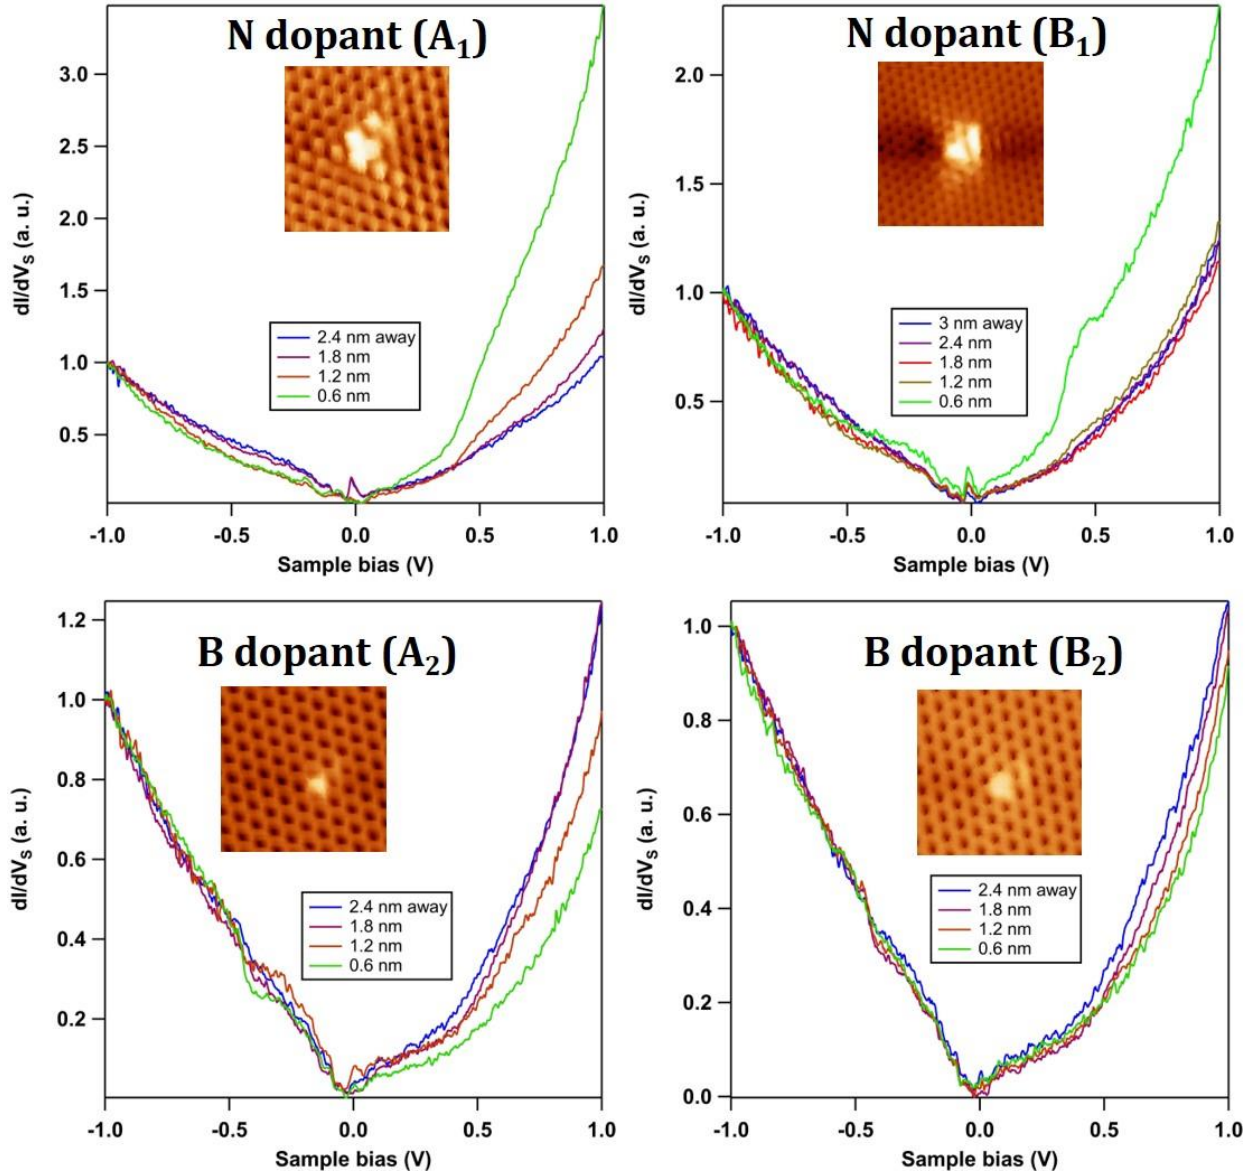 N dopant (A₁)
3.0
2.5
2.0
1.5
1.0
0.5
dI/dV_S (a. u.)
2.4 nm away
1.8 nm
1.2 nm
0.6 nm
-1.0 -0.5 0.0 0.5 1.0
Sample bias (V)
N dopant (B₁)
2.0
1.5
1.0
0.5
dI/dV_S (a. u.)
3 nm away
2.4 nm
1.8 nm
1.2 nm
0.6 nm
-1.0 -0.5 0.0 0.5 1.0
Sample bias (V)
B dopant (A₂)
1.2
1.0
0.8
0.6
0.4
0.2
dI/dV_S (a. u.)
2.4 nm away
1.8 nm
1.2 nm
0.6 nm
-1.0 -0.5 0.0 0.5 1.0
Sample bias (V)
B dopant (B₂)
1.0
0.8
0.6
0.4
0.2
0.0
dI/dV_S (a. u.)
2.4 nm away
1.8 nm
1.2 nm
0.6 nm
-1.0 -0.5 0.0 0.5 1.0
Sample bias (V)